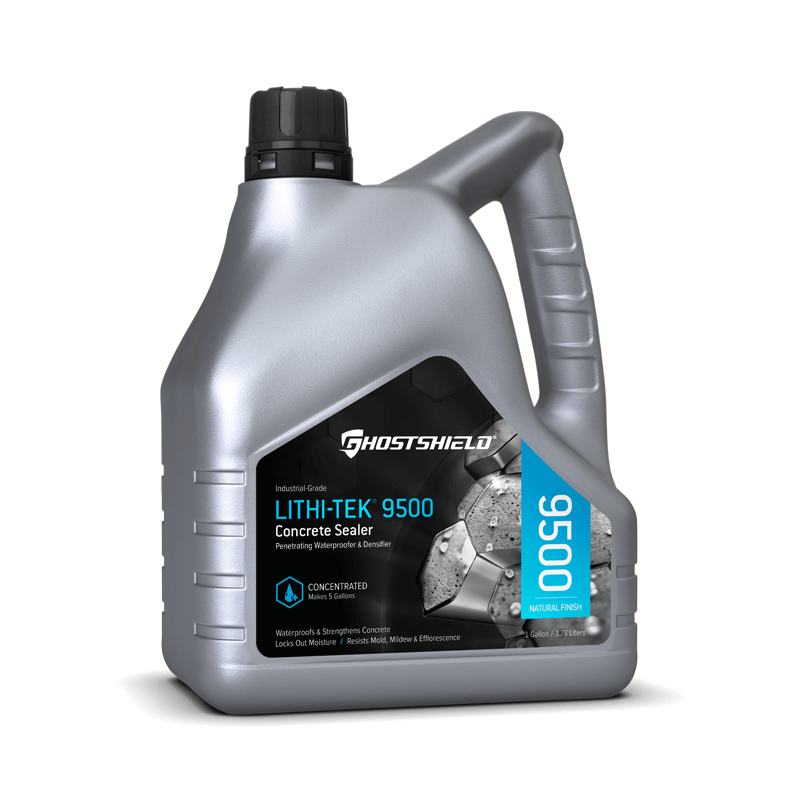 GHOSTSHIELD®
Industrial-Grade
LITHI-TEK® 9500
Concrete Sealer
Penetrating Waterproofer & Densifier
CONCENTRATED
Makes 5 Gallons
Waterproofs & Strengthens Concrete
Locks Out Moisture // Resists Mold, Mildew & Efflorescence
9500
NATURAL FINISH
1 Gallon / 3.78 Liters